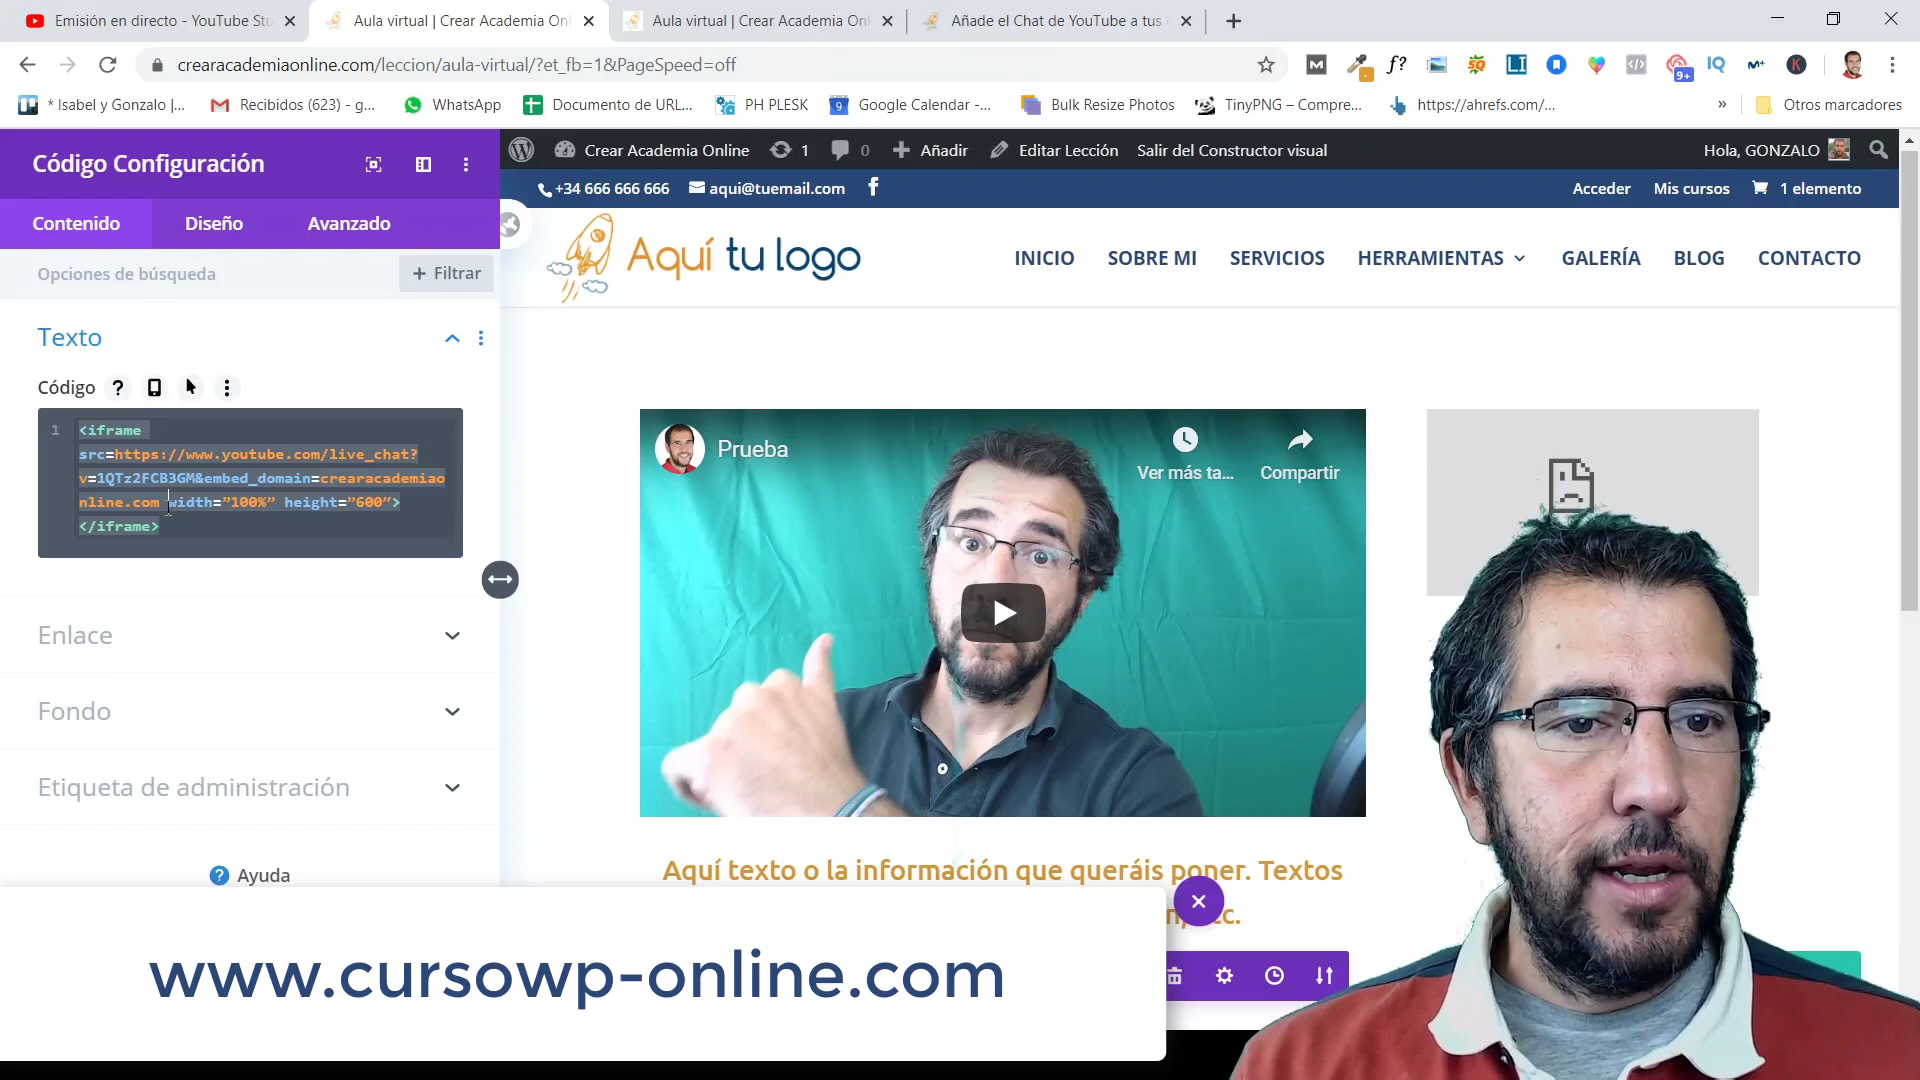 Emisión en directo - YouTube Stu
Aula virtual | Crear Academia Onl
Aula virtual | Crear Academia Onl
Añade el Chat de YouTube a tus
crearacademiaonline.com/leccion/aula-virtual/?et_fb=1&PageSpeed=off
9+
* Isabel y Gonzalo |...
Recibidos (623) - g...
WhatsApp
Documento de URL...
PH PLESK
Google Calendar -...
Bulk Resize Photos
TinyPNG – Compre...
https://ahrefs.com/...
»
Otros marcadores
Código Configuración
Crear Academia Online
1
0
Añadir
Editar Lección
Salir del Constructor visual
Hola, GONZALO
+34 666 666 666
aqui@tuemail.com
Acceder
Mis cursos
1 elemento
Contenido
Diseño
Avanzado
Aquí tu logo
INICIO
SOBRE MI
SERVICIOS
HERRAMIENTAS
GALERÍA
BLOG
CONTACTO
Opciones de búsqueda
+ Filtrar
Texto
Código
1 <iframe
src=https://www.youtube.com/live_chat?
v=1QTz2FCB3GM&embed_domain=crearacademiao
nline.com width=”100%” height=”600”>
</iframe>
Prueba
Ver más ta...
Compartir
Enlace
Fondo
Etiqueta de administración
Ayuda
Aquí texto o la información que queráis poner. Textos
www.cursowp-online.com